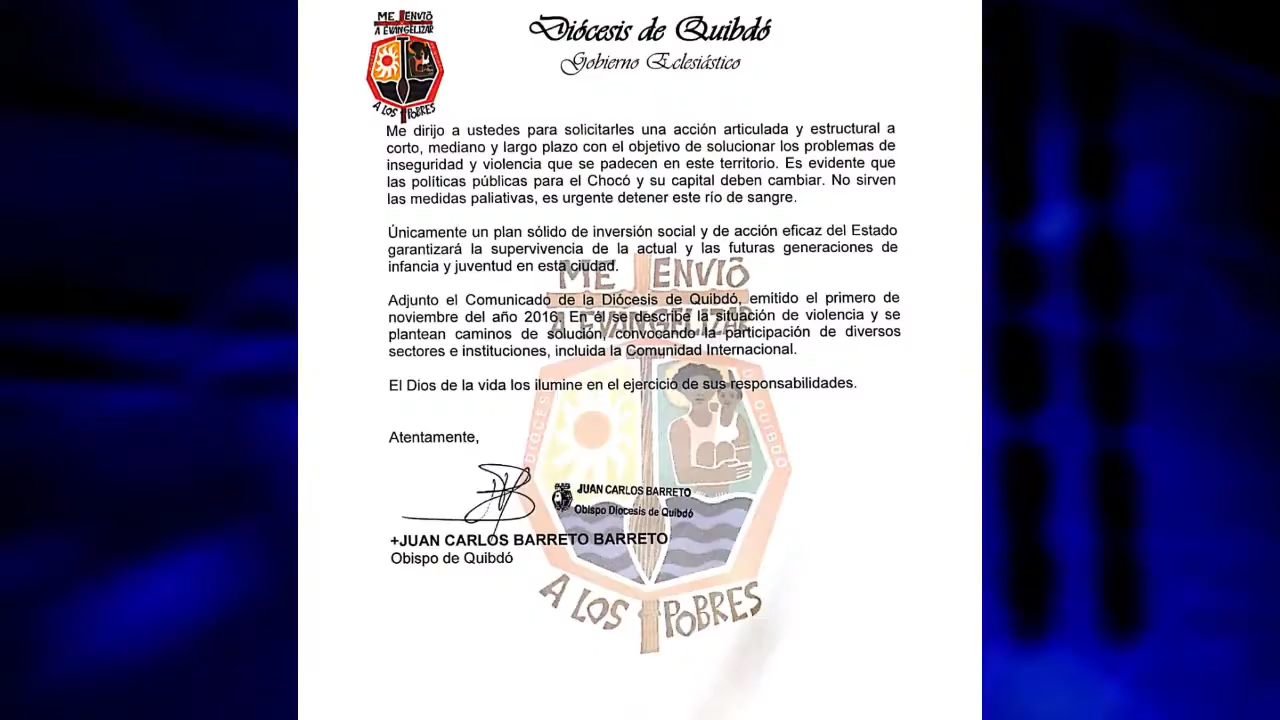 ME ENVIÓ
A EVANGELIZAR
A LOS POBRES
Diócesis de Quibdó
Gobierno Eclesiástico
Me dirijo a ustedes para solicitarles una acción articulada y estructural a
corto, mediano y largo plazo con el objetivo de solucionar los problemas de
inseguridad y violencia que se padecen en este territorio. Es evidente que
las políticas públicas para el Chocó y su capital deben cambiar. No sirven
las medidas paliativas, es urgente detener este río de sangre.
Únicamente un plan sólido de inversión social y de acción eficaz del Estado
garantizará la supervivencia de la actual y las futuras generaciones de
infancia y juventud en esta ciudad.
ME ENVIÓ
Adjunto el Comunicado de la Diócesis de Quibdó, emitido el primero de
noviembre del año 2016. En él se describe la situación de violencia y se
A EVANGELIZAR
plantean caminos de solución, convocando la participación de diversos
sectores e instituciones, incluida la Comunidad Internacional.
El Dios de la vida los ilumine en el ejercicio de sus responsabilidades.
DIÓCESIS DE QUIBDÓ
Atentamente,
JUAN CARLOS BARRETO
Obispo Diócesis de Quibdó
+JUAN CARLOS BARRETO BARRETO
Obispo de Quibdó
A LOS POBRES